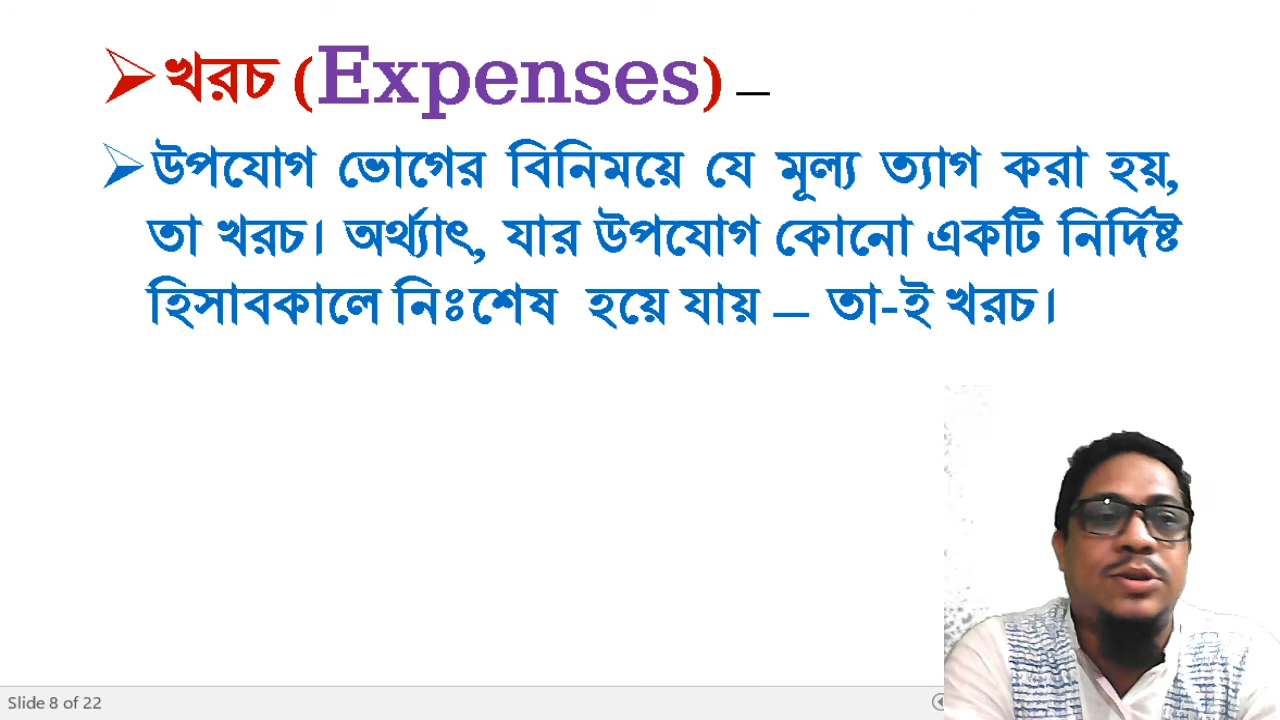 খরচ (Expenses) –
উপযোগ ভোগের বিনিময়ে যে মূল্য ত্যাগ করা হয়,
তা খরচ। অর্থ্যাৎ, যার উপযোগ কোনো একটি নির্দিষ্ট
হিসাবকালে নিঃশেষ হয়ে যায় – তা-ই খরচ।
Slide 8 of 22